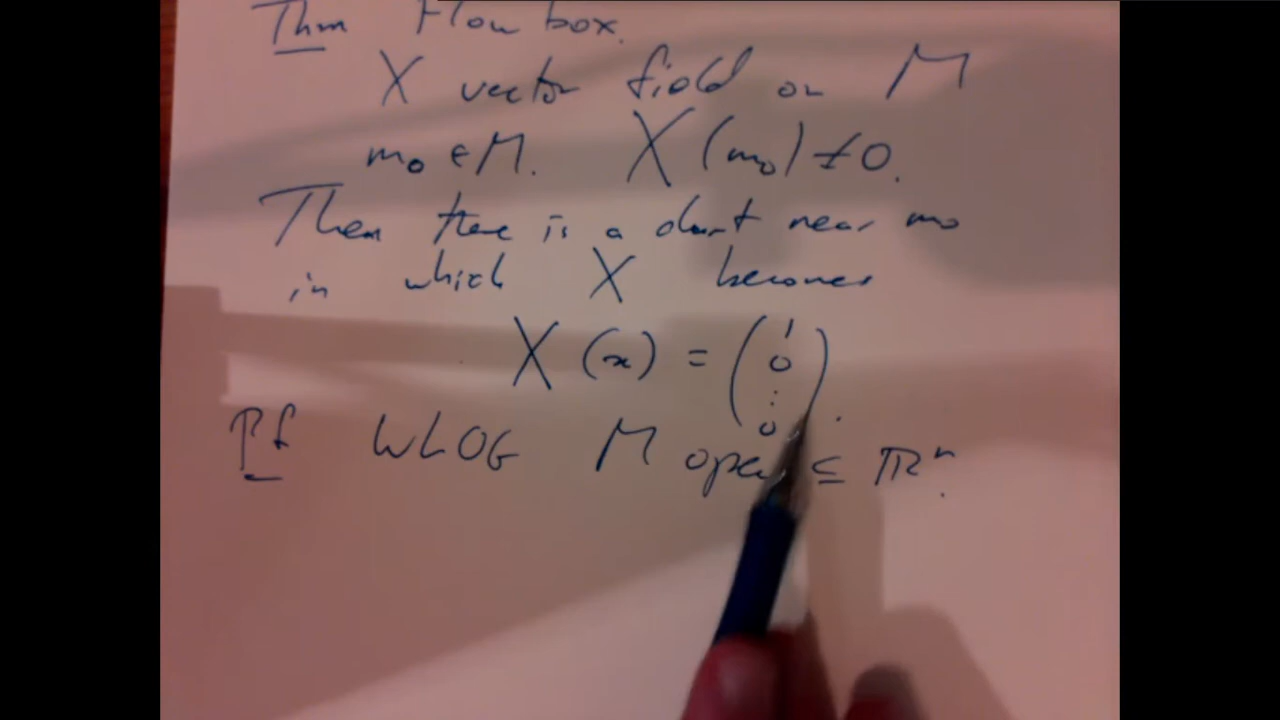 Thm Flow box.
X vector field on M
m₀ ∈ M. X(m₀) ≠ 0.
Then there is a chart near m₀
in which X becomes
X(x) = (1 0 ⋮ 0).
Pf WLOG M open ⊆ ℝⁿ.